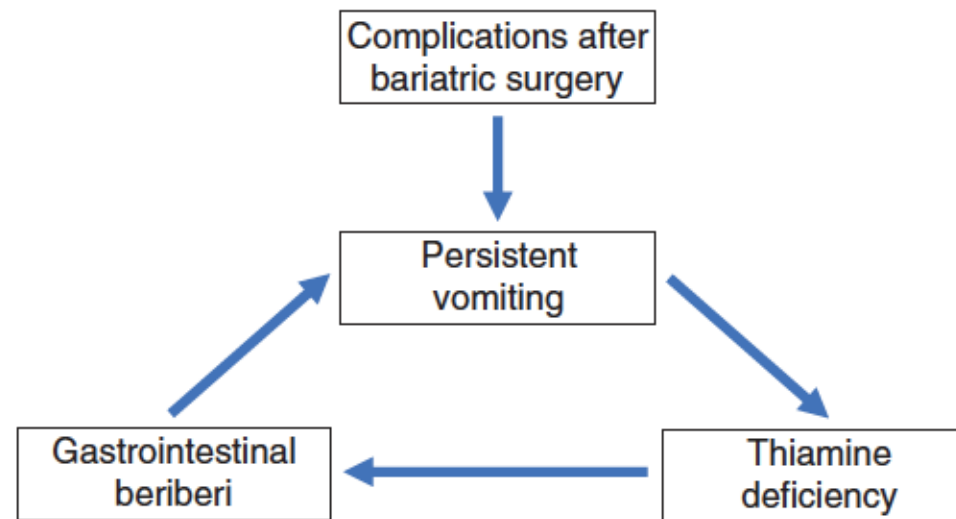 Complications after
bariatric surgery
Persistent
vomiting
Gastrointestinal
beriberi
Thiamine
deficiency